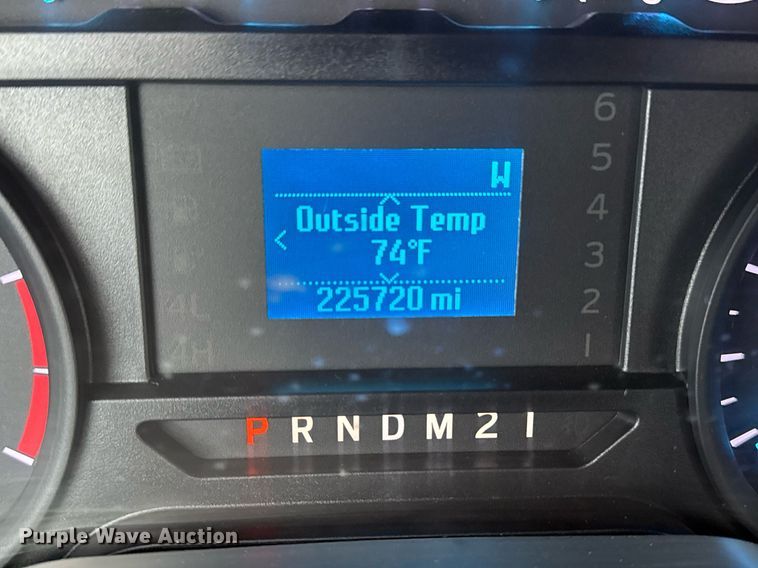 6
5
W
4
Outside Temp
<
74°F
3
225720 mi
2
4L
4H
1
P R N D M 2 1
Purple Wave Auction